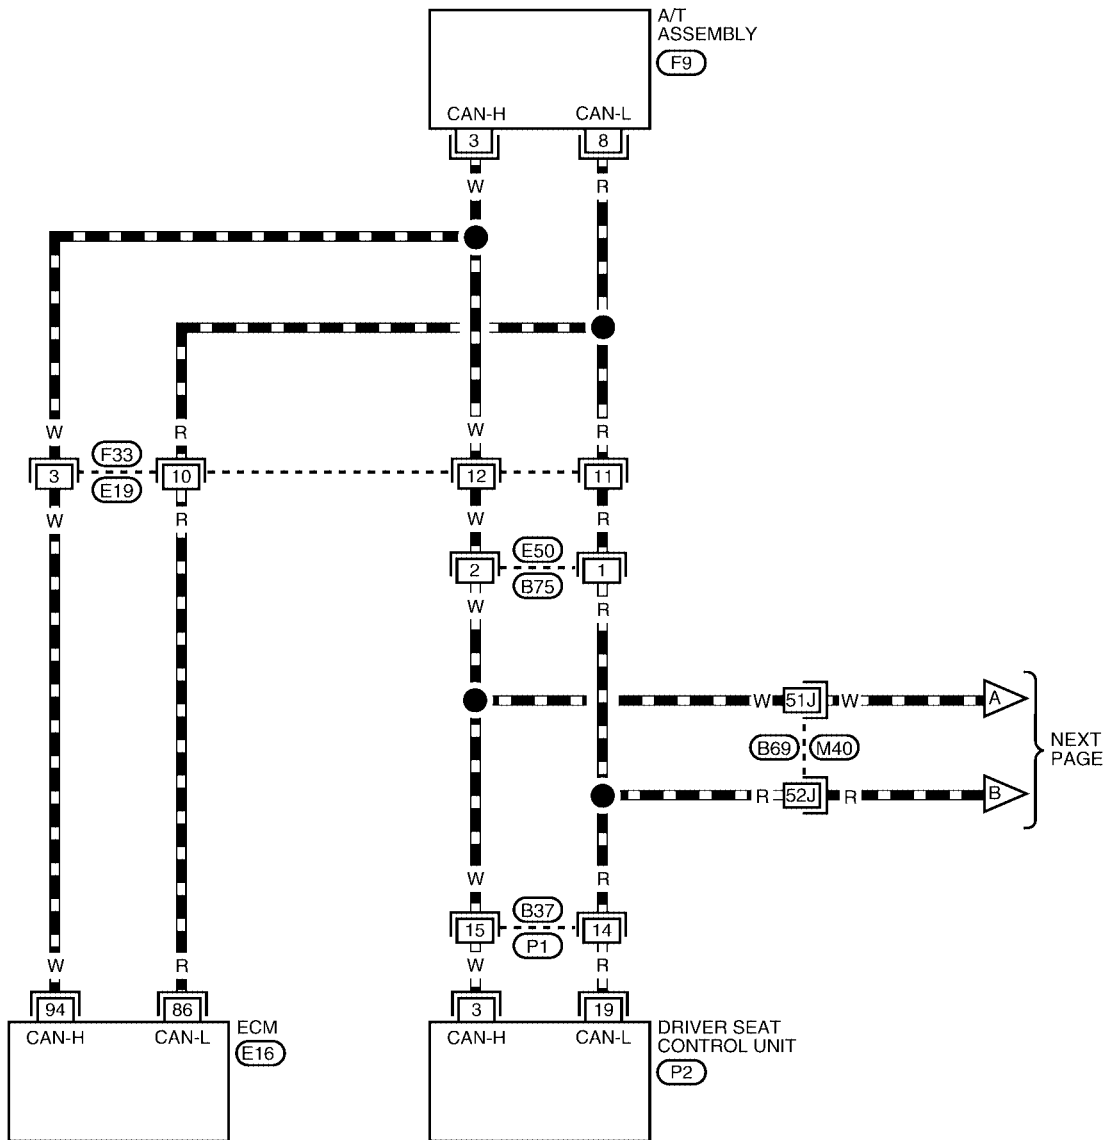 A/T
ASSEMBLY
F9
CAN-H CAN-L
3 8
W R
W R W R
3 F33 10 12 11
E19
W R W R
2 E50 1
B75
W R
W 51J W A
B69 M40
NEXT
PAGE
R 52J R B
W R
15 B37 14
P1
W R W R
94 86 3 19
CAN-H CAN-L ECM CAN-H CAN-L DRIVER SEAT
CONTROL UNIT
E16 P2